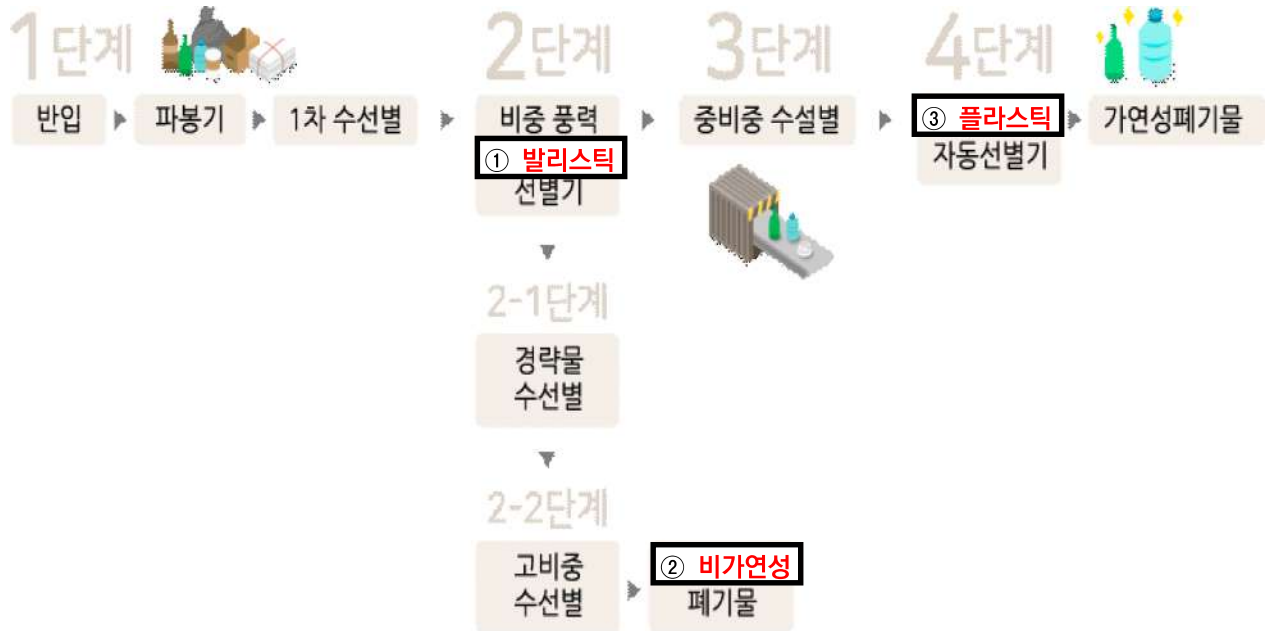 1단계
2단계
3단계
4단계
반입
파봉기
1차 수선별
비중 풍력
① 발리스틱
선별기
중비중 수설별
③ 플라스틱
자동선별기
가연성폐기물
2-1단계
경략물
수선별
2-2단계
고비중
수선별
② 비가연성
폐기물